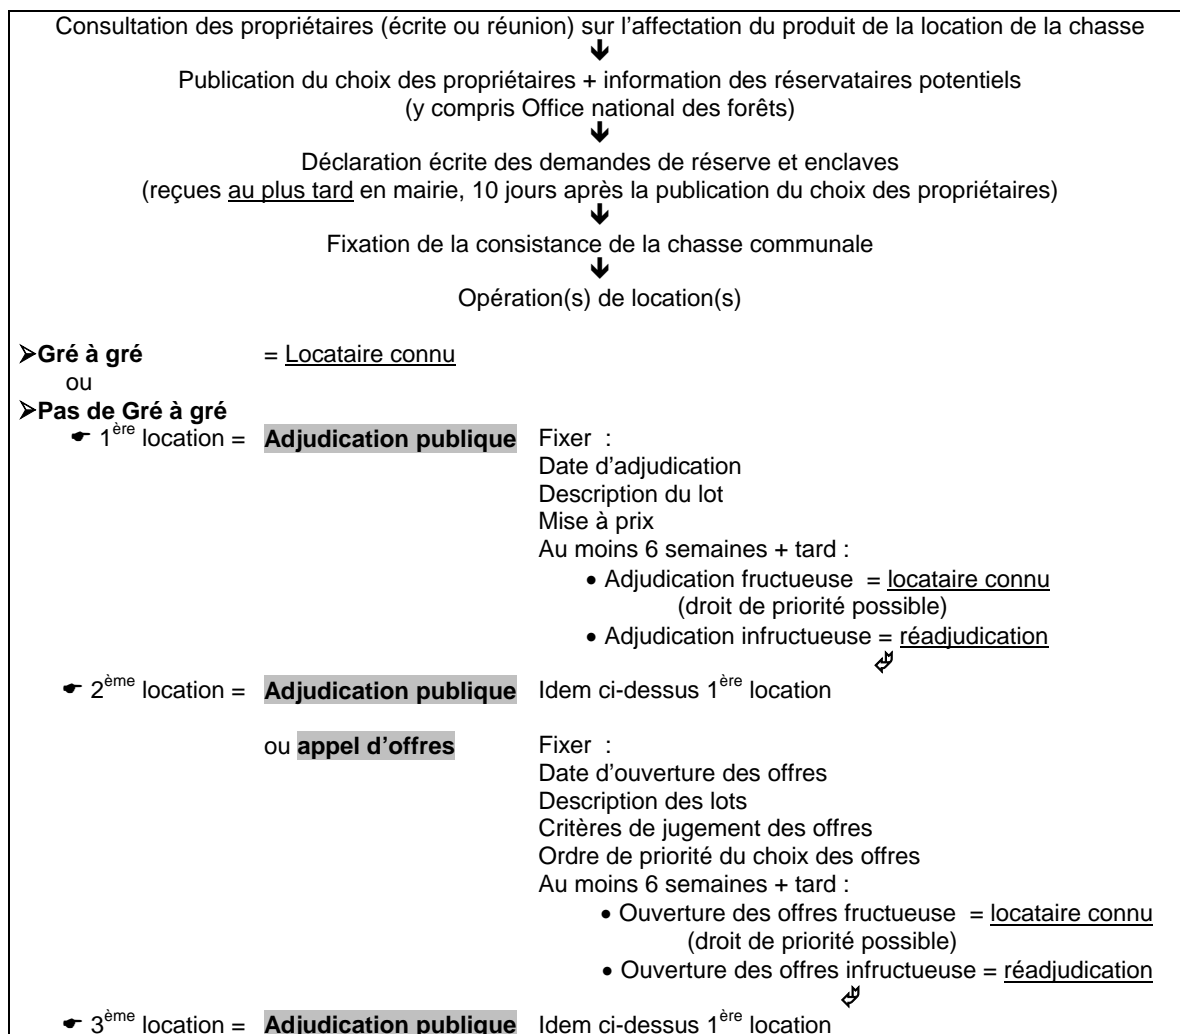 Consultation des propriétaires (écrite ou réunion) sur l'affectation du produit de la location de la chasse
Publication du choix des propriétaires + information des réservataires potentiels
(y compris Office national des forêts)
Déclaration écrite des demandes de réserve et enclaves
(reçues au plus tard en mairie, 10 jours après la publication du choix des propriétaires)
Fixation de la consistance de la chasse communale
Opération(s) de location(s)
➢Gré à gré = Locataire connu
ou
➢Pas de Gré à gré
1ère location = Adjudication publique Fixer :
Date d'adjudication
Description du lot
Mise à prix
Au moins 6 semaines + tard :
• Adjudication fructueuse = locataire connu
(droit de priorité possible)
• Adjudication infructueuse = réadjudication
2ème location = Adjudication publique Idem ci-dessus 1ère location
ou appel d'offres Fixer :
Date d'ouverture des offres
Description des lots
Critères de jugement des offres
Ordre de priorité du choix des offres
Au moins 6 semaines + tard :
• Ouverture des offres fructueuse = locataire connu
(droit de priorité possible)
• Ouverture des offres infructueuse = réadjudication
3ème location = Adjudication publique Idem ci-dessus 1ère location